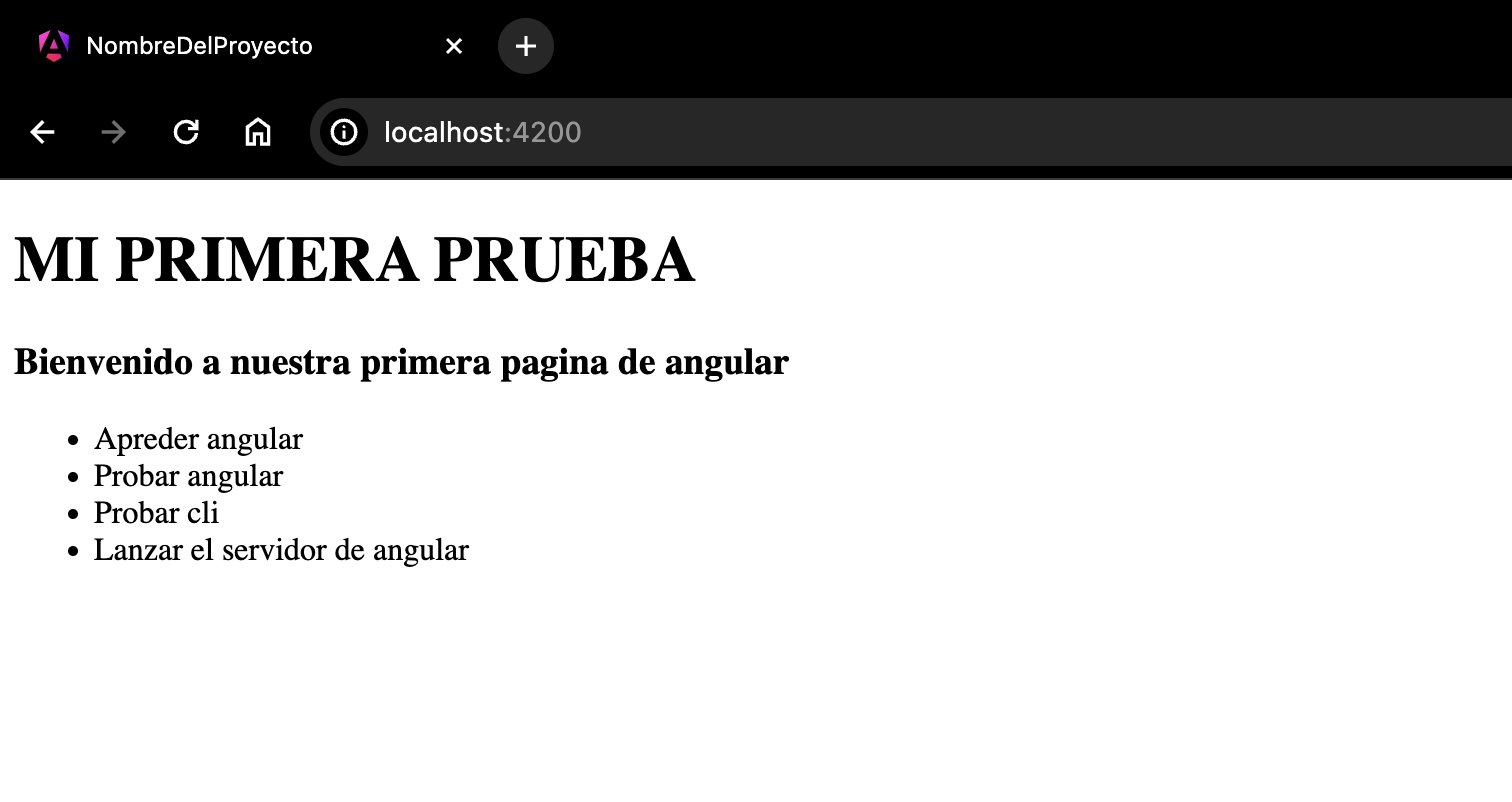 NombreDelProyecto
localhost:4200
MI PRIMERA PRUEBA
Bienvenido a nuestra primera pagina de angular
Apreder angular
Probar angular
Probar cli
Lanzar el servidor de angular